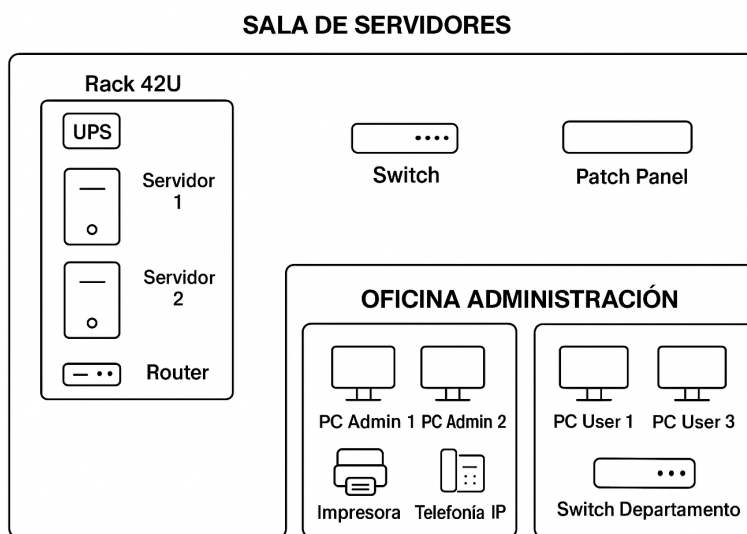 SALA DE SERVIDORES
Rack 42U
UPS
Servidor
1
Servidor
2
Router
Switch
Patch Panel
OFICINA ADMINISTRACIÓN
PC Admin 1
PC Admin 2
Impresora
Telefonía IP
PC User 1
PC User 3
Switch Departamento